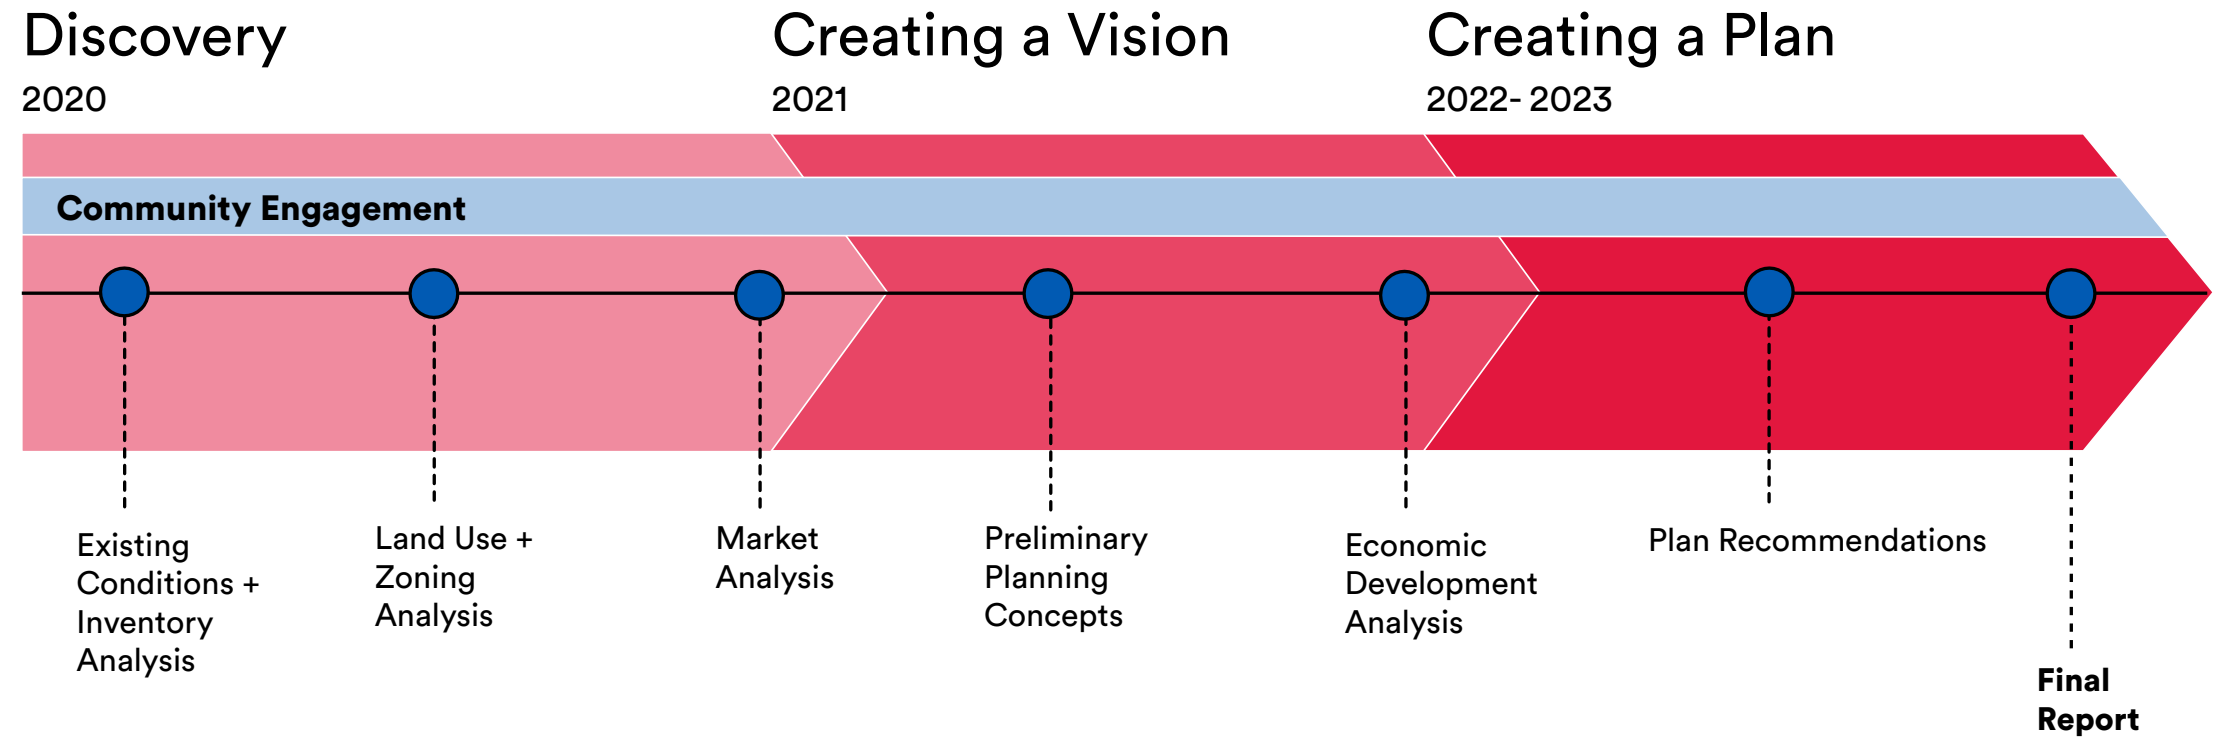 Discovery
2020
Creating a Vision
2021
Creating a Plan
2022- 2023
Community Engagement
Existing
Conditions +
Inventory
Analysis
Land Use +
Zoning
Analysis
Market
Analysis
Preliminary
Planning
Concepts
Economic
Development
Analysis
Plan Recommendations
Final
Report